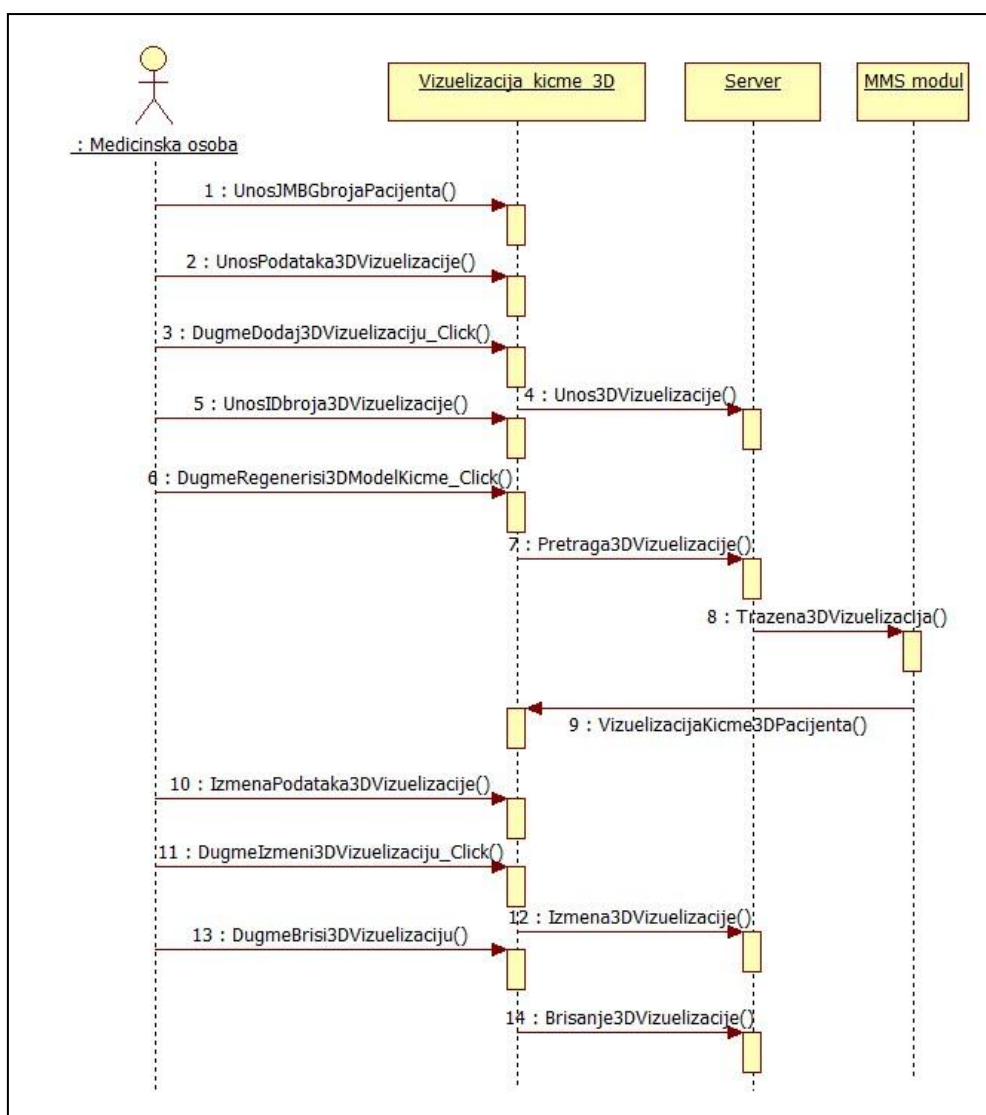 Vizuelizacija_kicme_3D
Server
MMS modul
: Medicinska osoba
1 : UnosJMBGbrojaPacijenta()
2 : UnosPodataka3DVizuelizacije()
3 : DugmeDodaj3DVizuelizaciju_Click()
4 : Unos3DVizuelizacije()
5 : UnosIDbroja3DVizuelizacije()
6 : DugmeRegenerisi3DModelKicme_Click()
7 : Pretraga3DVizuelizacije()
8 : Trazena3DVizuelizacija()
9 : VizuelizacijaKicme3DPacijenta()
10 : IzmenaPodataka3DVizuelizacije()
11 : DugmeIzmeni3DVizuelizaciju_Click()
12 : Izmena3DVizuelizacije()
13 : DugmeBrisi3DVizuelizaciju()
14 : Brisanje3DVizuelizacije()